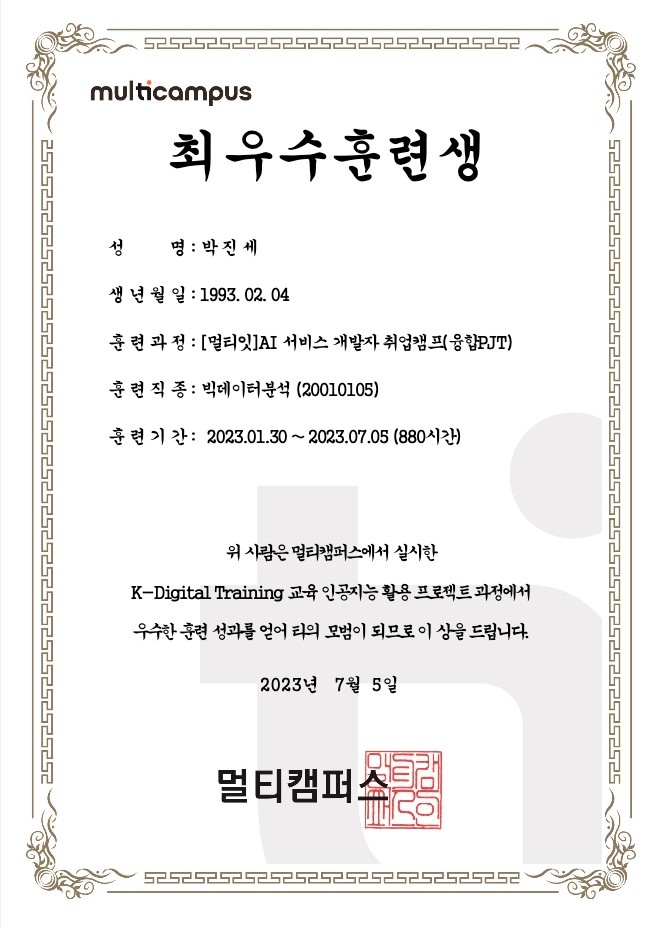 multicampus
최우수훈련생
성 명 : 박진세
생년월일 : 1993. 02. 04
훈련과정 : [멀티잇]AI 서비스 개발자 취업캠프(융합PJT)
훈련직종 : 빅데이터분석 (20010105)
훈련기간 : 2023.01.30 ~ 2023.07.05 (880시간)
위 사람은 멀티캠퍼스에서 실시한
K-Digital Training 교육 인공지능 활용 프로젝트 과정에서
우수한 훈련 성과를 얻어 타의 모범이 되므로 이 상을 드립니다.
2023년 7월 5일
멀티캠퍼스